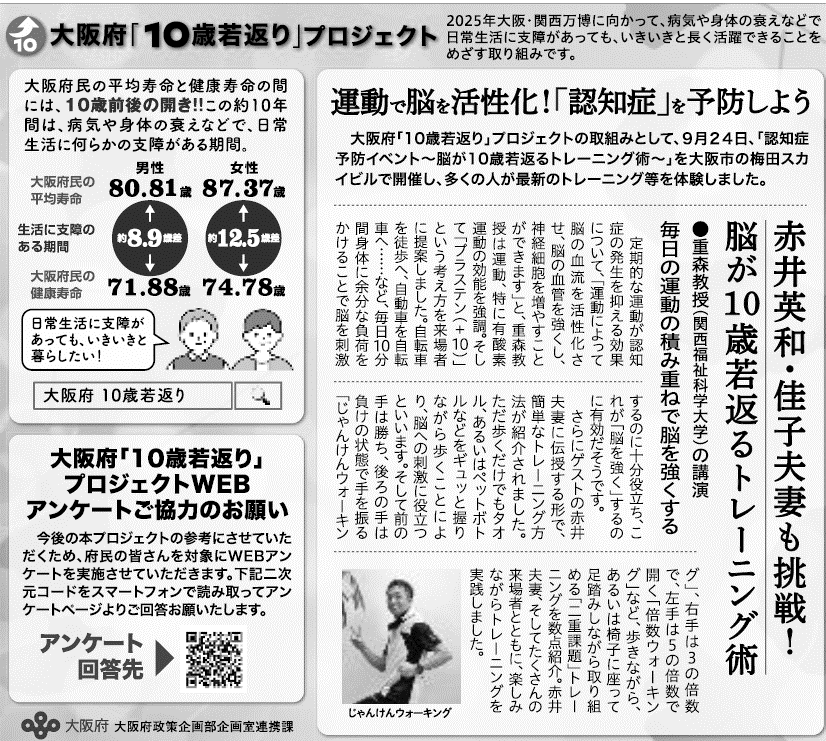 10
大阪府「10歳若返り」プロジェクト
2025年大阪・関西万博に向かって、病気や身体の衰えなどで
日常生活に支障があっても、いきいきと長く活躍できることを
めざす取り組みです。
大阪府民の平均寿命と健康寿命の間
には、10歳前後の開き!!この約10年
間は、病気や身体の衰えなどで、日常
生活に何らかの支障がある期間。
男性 女性
大阪府民の
平均寿命
80.81歳 87.37歳
生活に支障の
ある期間
約8.9歳差 約12.5歳差
大阪府民の
健康寿命
71.88歳 74.78歳
日常生活に支障が
あっても、いきいきと
暮らしたい!
大阪府 10歳若返り
大阪府「10歳若返り」
プロジェクトWEB
アンケートご協力のお願い
今後の本プロジェクトの参考にさせていた
だくため、府民の皆さんを対象にWEBアン
ケートを実施させていただきます。下記二次
元コードをスマートフォンで読み取ってアン
ケートページよりご回答お願いたします。
アンケート
回答先
大阪府 大阪府政策企画部企画室連携課
運動で脳を活性化!「認知症」を予防しよう
大阪府「10歳若返り」プロジェクトの取組みとして、9月24日、「認知症
予防イベント〜脳が10歳若返るトレーニング術〜」を大阪市の梅田スカ
イビルで開催し、多くの人が最新のトレーニング等を体験しました。
赤井英和・佳子夫妻も挑戦!
脳が10歳若返るトレーニング術
●重森教授(関西福祉科学大学)の講演
毎日の運動の積み重ねで脳を強くする
定期的な運動が認知
症の発生を抑える効果
について、「運動によって
脳の血流を活性化さ
せ、脳の血管を強くし、
神経細胞を増やすこと
ができます」と、重森教
授は運動、特に有酸素
運動の効能を強調。そし
て「プラステン(+10)」
という考え方を来場者
に提案しました。自転車
を徒歩へ、自動車を自転
車へ……など、毎日10分
間身体に余分な負荷を
かけることで脳を刺激
するのに十分役立ち、こ
れが「脳を強く」するの
に有効だそうです。
さらにゲストの赤井
夫妻に伝授する形で、
簡単なトレーニング方
法が紹介されました。
ただ歩くだけでもタオ
ル、あるいはペットボト
ルなどをギュッと握り
ながら歩くことによ
り、脳への刺激に役立つ
といいます。そして前の
手は勝ち、後ろの手は
負けの状態で手を振る
「じゃんけんウォーキン
グ」、右手は3の倍数
で、左手は5の倍数で
開く「倍数ウォーキン
グ」など、歩きながら、
あるいは椅子に座って
足踏みしながら取り組
める「二重課題」トレー
ニングを数点紹介。赤井
夫妻、そしてたくさんの
来場者とともに、楽しみ
ながらトレーニングを
実践しました。
じゃんけんウォーキング